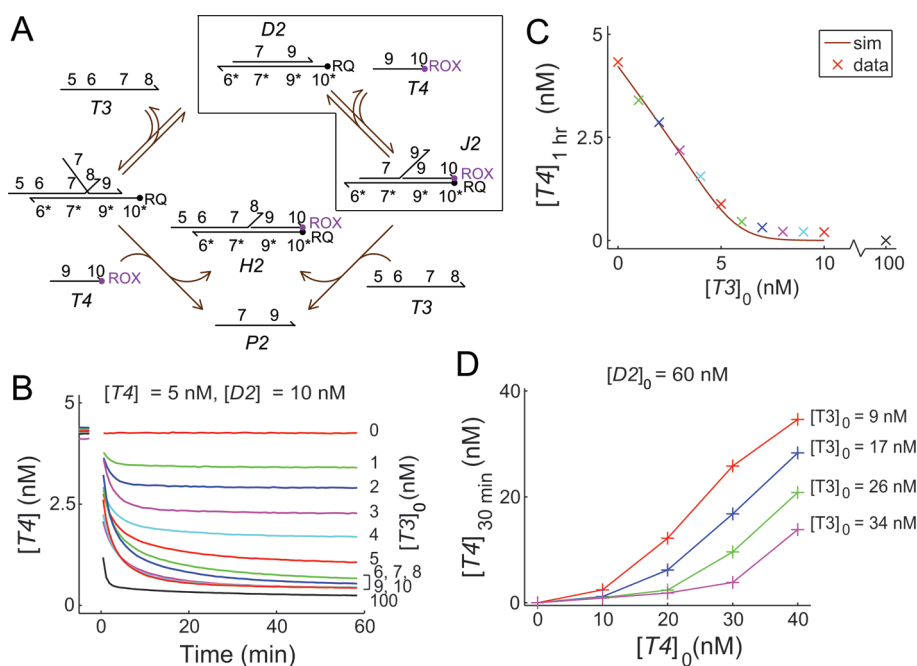 A
D2
7 9
RQ
6* 7* 9* 10*
9 10
ROX
T4
5 6 7 8
T3
J2
9
7 10
ROX
RQ
6* 7* 9* 10*
7
5 6 7 8 9
RQ
6* 7* 9* 10*
8
5 6 7 9 10
ROX
RQ
6* 7* 9* 10*
H2
9 10
ROX
T4
5 6 7 8
T3
7 9
P2
B
[T4] = 5 nM, [D2] = 10 nM
[T4] (nM)
5
2.5
0
0
1
2
3
4
5
6, 7, 8
9, 10
100
[T3]0 (nM)
0 20 40 60
Time (min)
C
[T4]1 hr (nM)
5
2.5
0
sim
data
0 5 10 100
[T3]0 (nM)
D
[D2]0 = 60 nM
[T4]30 min (nM)
40
20
0
[T3]0 = 9 nM
[T3]0 = 17 nM
[T3]0 = 26 nM
[T3]0 = 34 nM
0 10 20 30 40
[T4]0(nM)